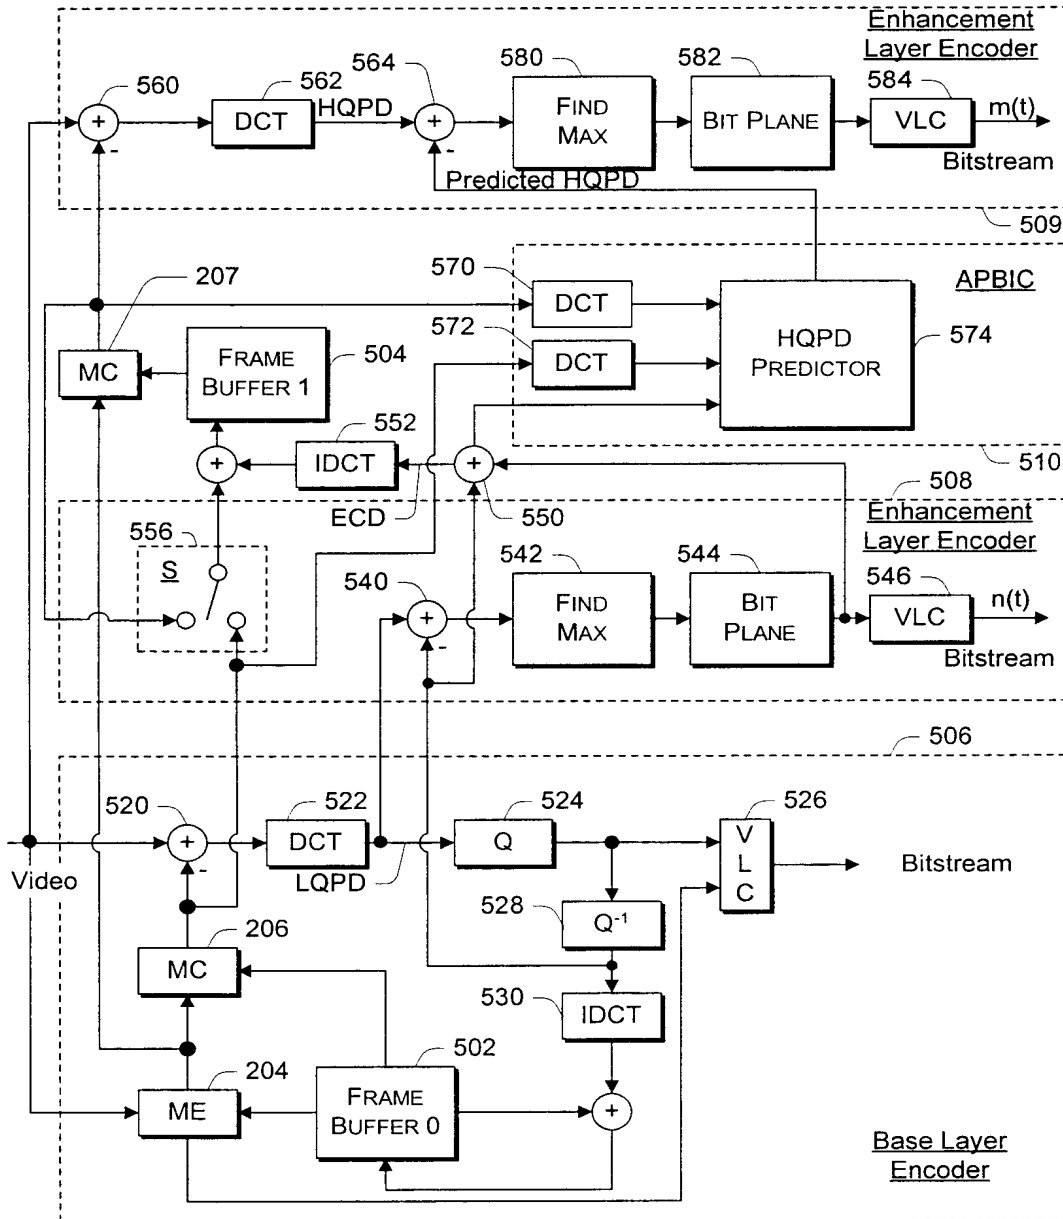 Enhancement
Layer Encoder
560
562
564
580
582
584
+
-
DCT
HQPD
+
-
FIND
MAX
BIT PLANE
VLC
m(t)
Bitstream
Predicted HQPD
509
207
570
APBIC
DCT
572
DCT
HQPD
PREDICTOR
574
MC
FRAME
BUFFER 1
504
552
+
IDCT
+
510
ECD
550
508
Enhancement
Layer Encoder
556
S
540
542
544
546
+
-
FIND
MAX
BIT
PLANE
VLC
n(t)
Bitstream
506
520
522
524
526
+
-
DCT
Q
V
L
C
Video
LQPD
Bitstream
528
Q-1
206
MC
530
IDCT
204
502
ME
FRAME
BUFFER 0
+
Base Layer
Encoder